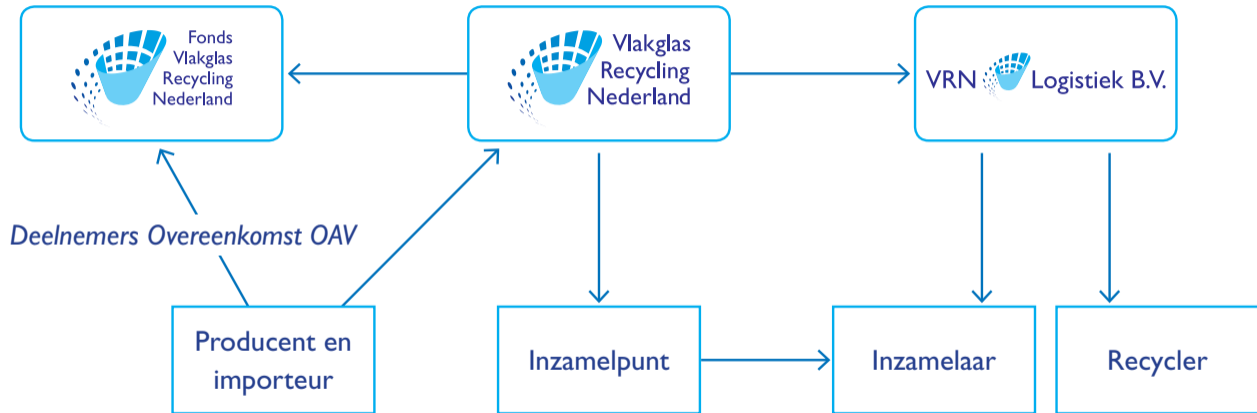 Fonds
Vlakglas
Recycling
Nederland
Vlakglas
Recycling
Nederland
VRN Logistiek B.V.
Deelnemers Overeenkomst OAV
Producent en
importeur
Inzamelpunt
Inzamelaar
Recycler